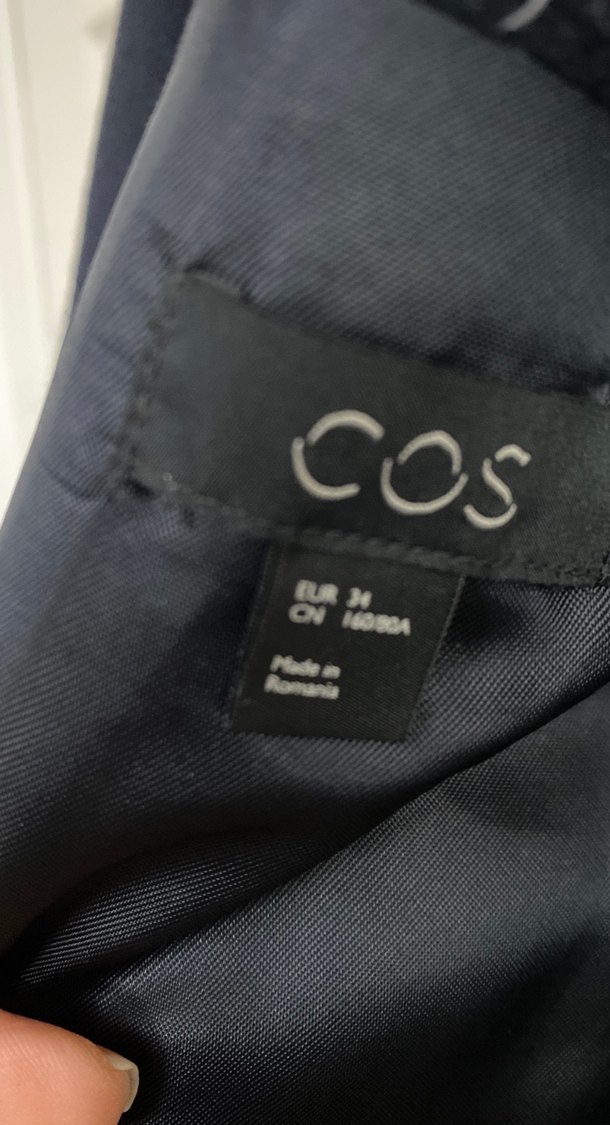 COS
EUR 34
CN 160/80A
Made in
Romania